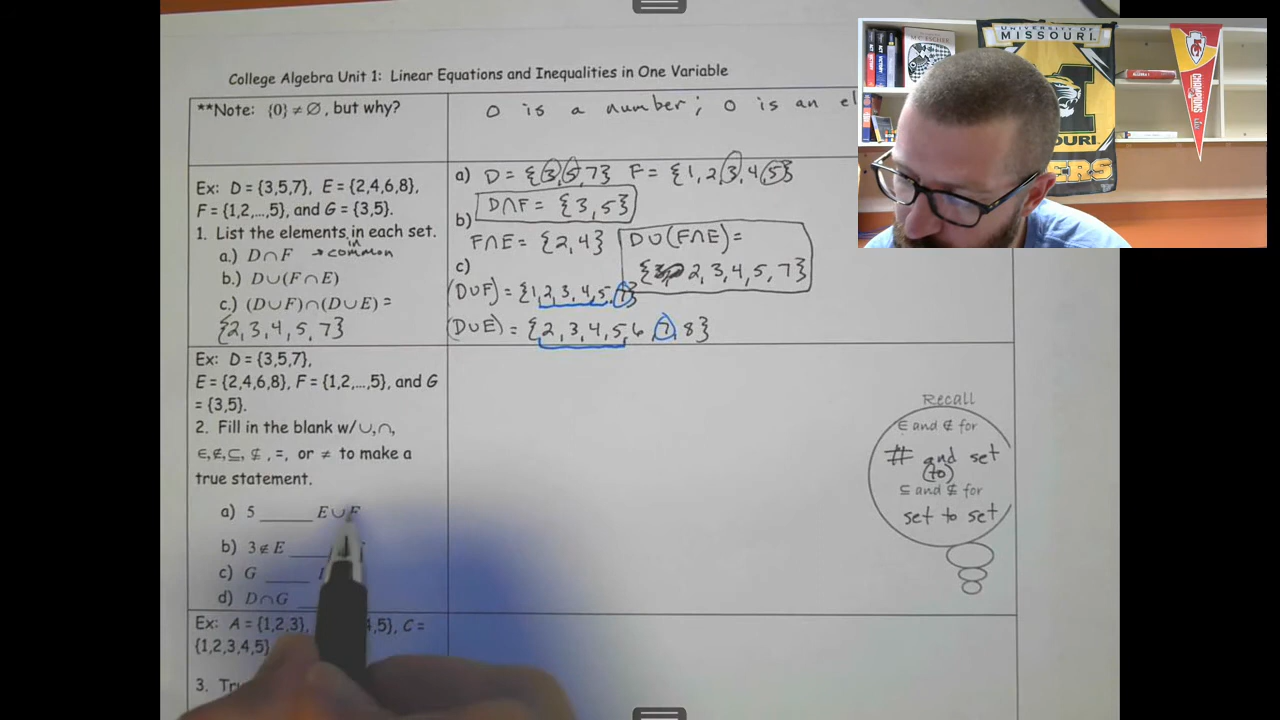 College Algebra Unit 1: Linear Equations and Inequalities in One Variable
**Note: {0} ≠ ∅, but why?
0 is a number; 0 is an
Ex: D = {3,5,7}, E = {2,4,6,8},
F = {1,2,...,5}, and G = {3,5}.
1. List the elements in each set.
a.) D∩F → in common
b.) D∪(F∩E)
c.) (D∪F)∩(D∪E) =
{2,3,4,5,7}
a) D = {3,5,7} F = {1,2,3,4,5}
D∩F = {3,5}
b)
F∩E = {2,4} D∪(F∩E) =
{2,3,4,5,7}
c)
(D∪F) = {1,2,3,4,5,7}
(D∪E) = {2,3,4,5,6,7,8}
Ex: D = {3,5,7},
E = {2,4,6,8}, F = {1,2,...,5}, and G
= {3,5}.
2. Fill in the blank w/∪,∩,
∈,∉,⊆,⊈,=, or ≠ to make a
true statement.
a) 5 _____ E∪F
b) 3∉E ____
c) G _____
d) D∩G
Recall
∈ and ∉ for
# and set
(to)
⊆ and ⊈ for
set to set
Ex: A = {1,2,3}, 4,5}, C =
{1,2,3,4,5}
3.
UNIVERSITY OF
MISSOURI.
M.C. ESCHER
CHAMPIONS
KC